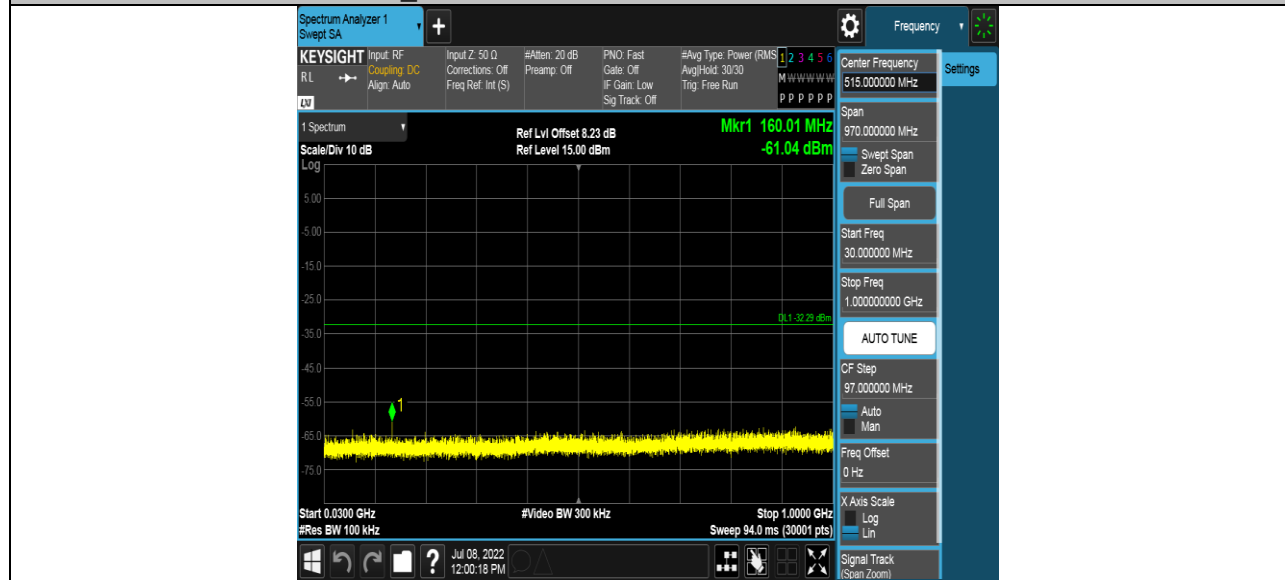 Spectrum Analyzer 1
Swept SA
+
Frequency
KEYSIGHT
RL
LXI
Input: RF
Coupling: DC
Align: Auto
Input Z: 50 Ω
Corrections: Off
Freq Ref: Int (S)
#Atten: 20 dB
Preamp: Off
PNO: Fast
Gate: Off
IF Gain: Low
Sig Track: Off
#Avg Type: Power (RMS
Avg|Hold: 30/30
Trig: Free Run
1 2 3 4 5 6
M W W W W W
P P P P P P
1 Spectrum
Scale/Div 10 dB
Ref Lvl Offset 8.23 dB
Ref Level 15.00 dBm
Mkr1 160.01 MHz
-61.04 dBm
Log
5.00
-5.00
-15.0
-25.0
DL1 -32.29 dBm
-35.0
-45.0
-55.0
1
-65.0
-75.0
Start 0.0300 GHz
#Res BW 100 kHz
#Video BW 300 kHz
Stop 1.0000 GHz
Sweep 94.0 ms (30001 pts)
?
Jul 08, 2022
12:00:18 PM
Center Frequency
515.000000 MHz
Settings
Span
970.000000 MHz
Swept Span
Zero Span
Full Span
Start Freq
30.000000 MHz
Stop Freq
1.000000000 GHz
AUTO TUNE
CF Step
97.000000 MHz
Auto
Man
Freq Offset
0 Hz
X Axis Scale
Log
Lin
Signal Track
(Span Zoom)